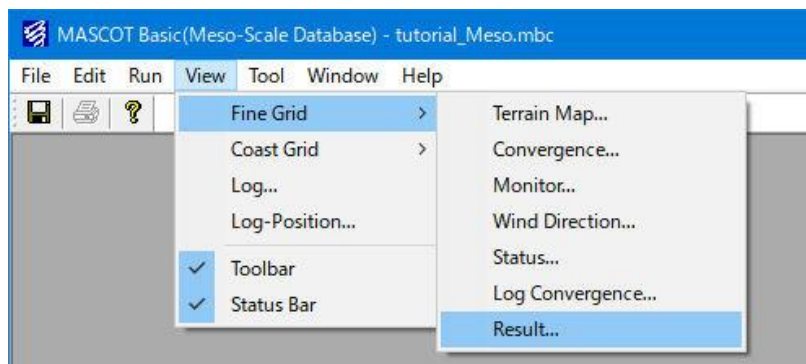 MASCOT Basic(Meso-Scale Database) - tutorial_Meso.mbc
File Edit Run View Tool Window Help
Fine Grid
Coast Grid
Log...
Log-Position...
Toolbar
Status Bar
Terrain Map...
Convergence...
Monitor...
Wind Direction...
Status...
Log Convergence...
Result...